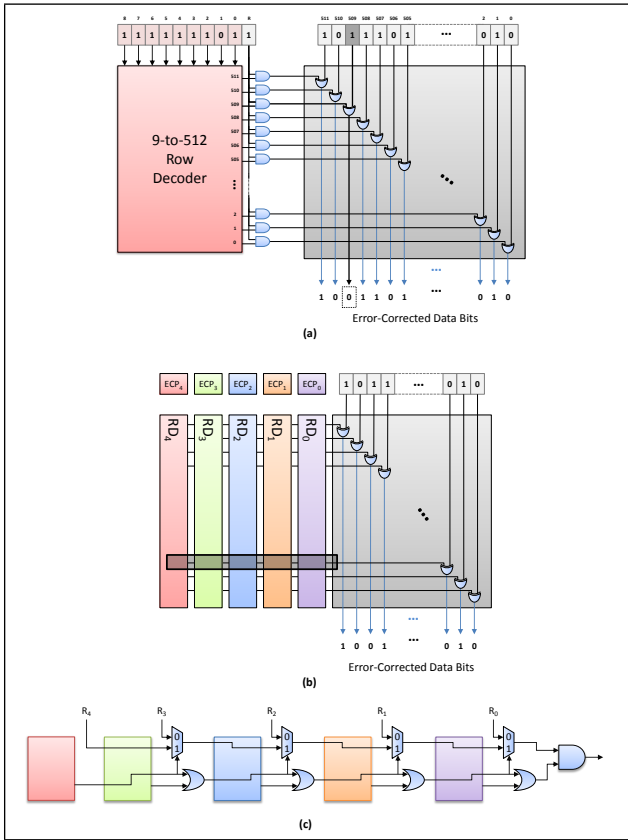 8 7 6 5 4 3 2 1 0 R 511 510 509 508 507 506 505 2 1 0
1 1 1 1 1 1 1 0 1 1 1 0 1 1 1 0 1 ... 0 1 0
511
510
509
508
507
506
505
9-to-512
Row
Decoder
...
2
1
0
...
1 0 0 1 1 0 1 ... 0 1 0
Error-Corrected Data Bits
(a)
ECP4 ECP3 ECP2 ECP1 ECP0 1 0 1 1 ... 0 1 0
RD4 RD3 RD2 RD1 RD0
...
1 0 0 1 ... 0 1 0
Error-Corrected Data Bits
(b)
R4 R3 R2 R1 R0
0 0 0 0
1 1 1 1
(c)